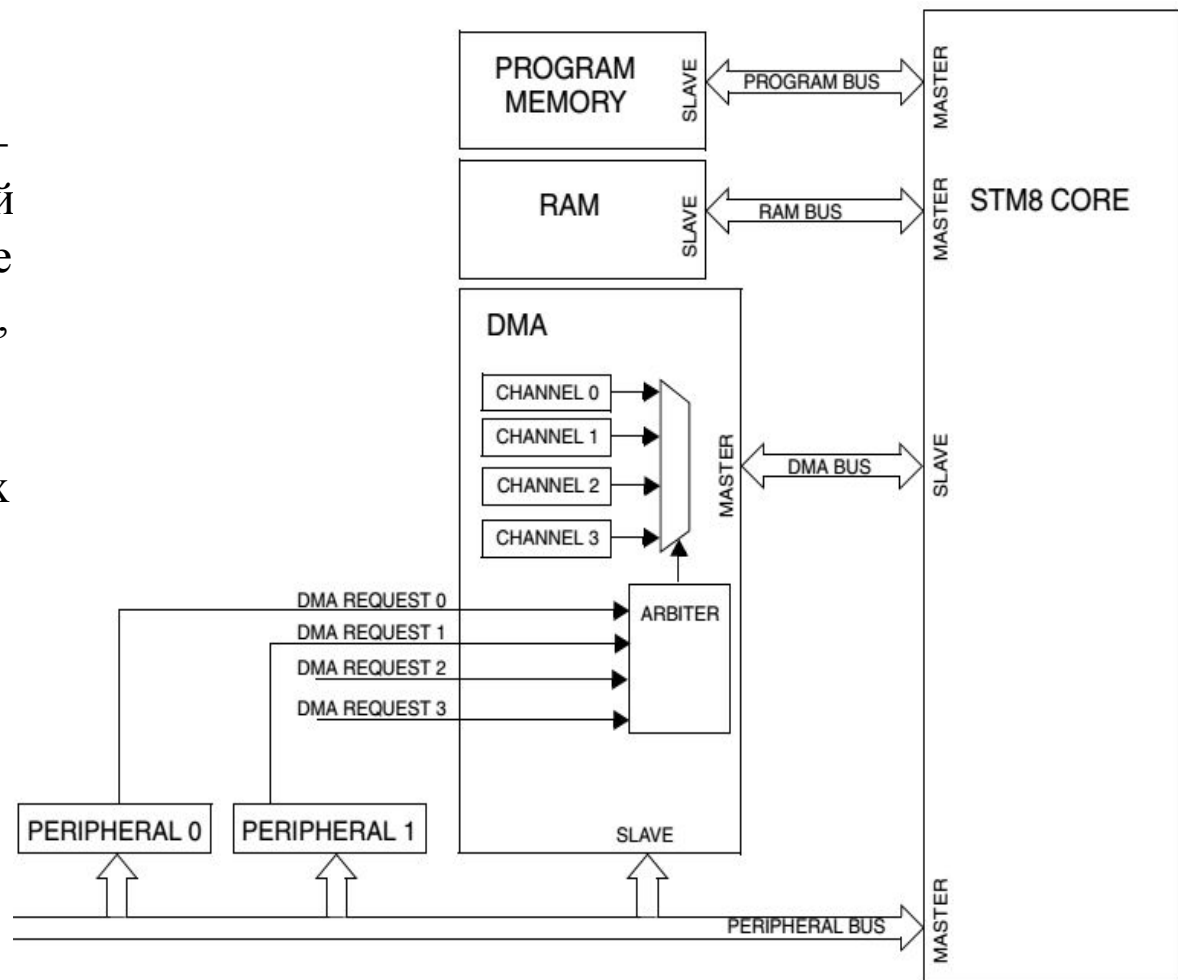 –
й
е
,
х
PROGRAM
MEMORY
SLAVE
PROGRAM BUS
MASTER
RAM
SLAVE
RAM BUS
MASTER
STM8 CORE
DMA
CHANNEL 0
CHANNEL 1
CHANNEL 2
CHANNEL 3
MASTER
DMA BUS
SLAVE
DMA REQUEST 0
DMA REQUEST 1
DMA REQUEST 2
DMA REQUEST 3
ARBITER
PERIPHERAL 0
PERIPHERAL 1
SLAVE
PERIPHERAL BUS
MASTER